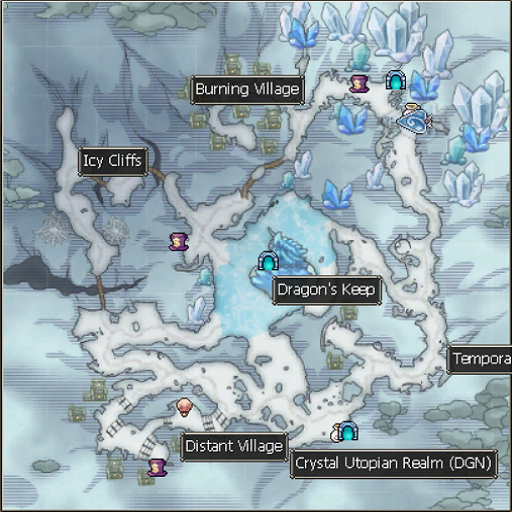 Burning Village
Icy Cliffs
Dragon's Keep
Tempora
Distant Village
Crystal Utopian Realm (DGN)